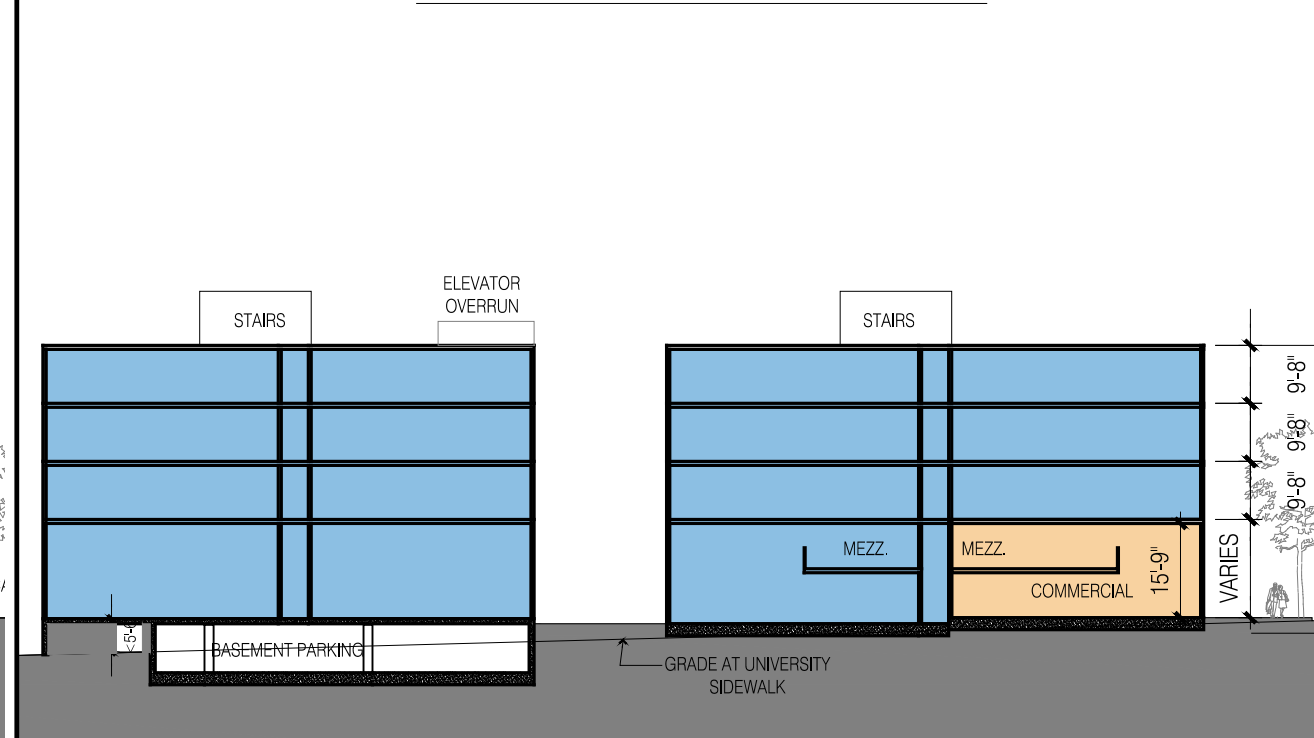 ELEVATOR
OVERRUN
STAIRS
STAIRS
9'-8"
9'-8"
9'-8"
MEZZ.
MEZZ.
COMMERCIAL
15'-9"
VARIES
BASEMENT PARKING
GRADE AT UNIVERSITY
SIDEWALK